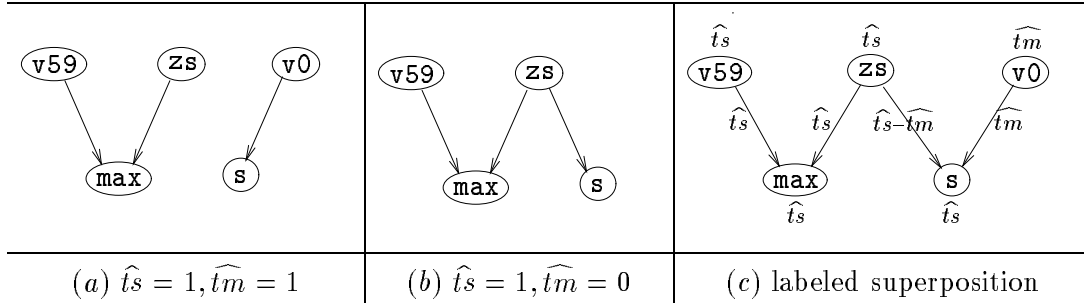 v59 zs v0
max s
v59 zs
max s
t̂s t̂s t̂m
v59 zs v0
t̂s t̂s t̂s–t̂m t̂m
max s
t̂s t̂s
(a) t̂s = 1, t̂m = 1
(b) t̂s = 1, t̂m = 0
(c) labeled superposition